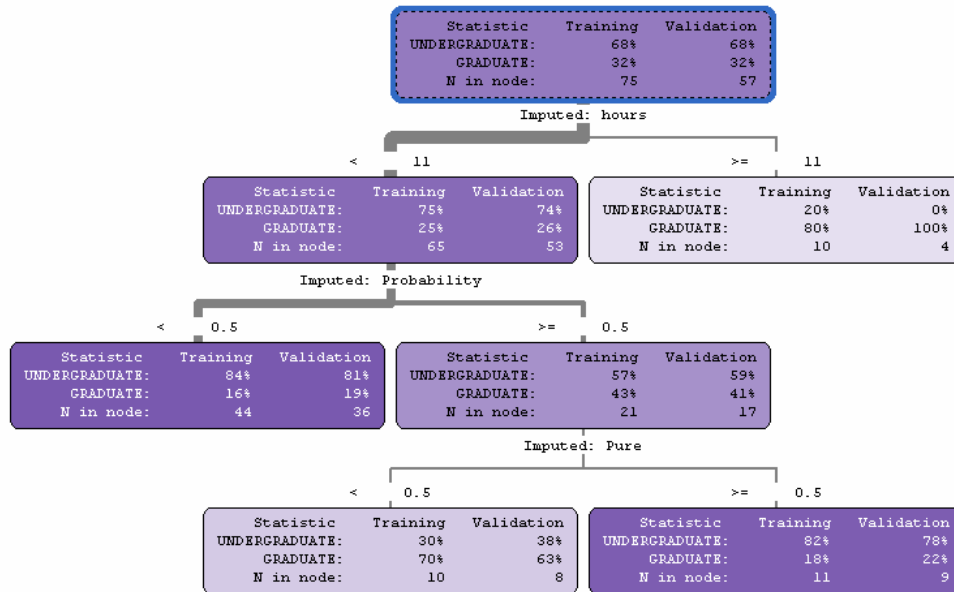 Statistic Training Validation
UNDERGRADUATE: 68% 68%
GRADUATE: 32% 32%
N in node: 75 57
Imputed: hours
< 11 >= 11
Statistic Training Validation
UNDERGRADUATE: 75% 74%
GRADUATE: 25% 26%
N in node: 65 53
Statistic Training Validation
UNDERGRADUATE: 20% 0%
GRADUATE: 80% 100%
N in node: 10 4
Imputed: Probability
< 0.5 >= 0.5
Statistic Training Validation
UNDERGRADUATE: 84% 81%
GRADUATE: 16% 19%
N in node: 44 36
Statistic Training Validation
UNDERGRADUATE: 57% 59%
GRADUATE: 43% 41%
N in node: 21 17
Imputed: Pure
< 0.5 >= 0.5
Statistic Training Validation
UNDERGRADUATE: 30% 38%
GRADUATE: 70% 63%
N in node: 10 8
Statistic Training Validation
UNDERGRADUATE: 82% 78%
GRADUATE: 18% 22%
N in node: 11 9